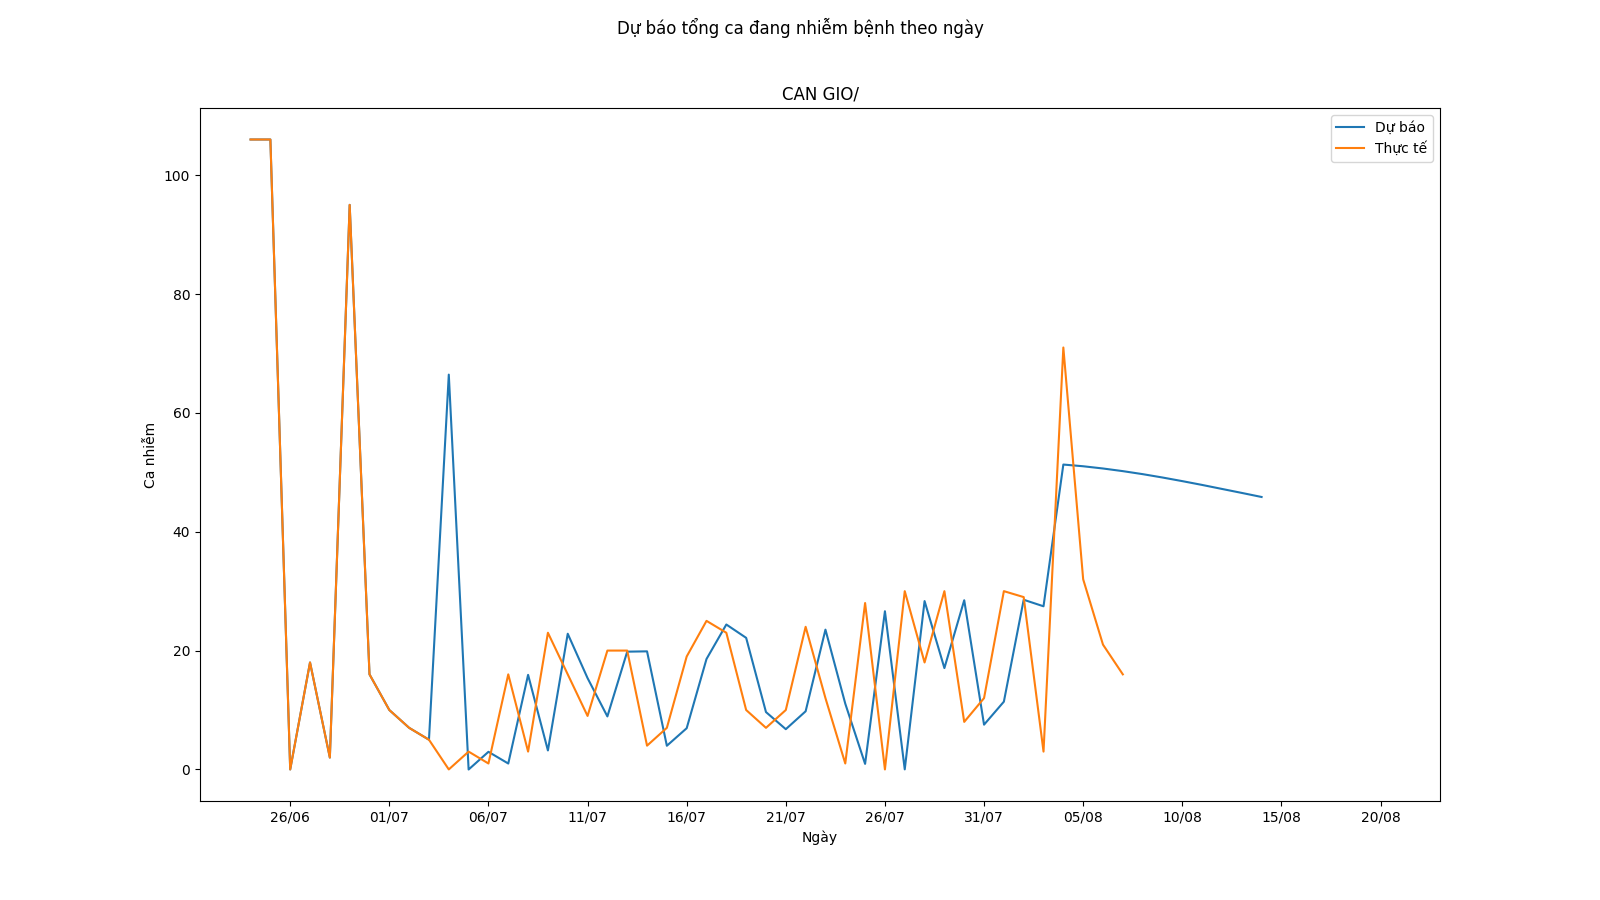 Dự báo tổng ca đang nhiễm bệnh theo ngày
CAN GIO/
Dự báo
Thực tế
Ca nhiễm
100
80
60
40
20
0
26/06 01/07 06/07 11/07 16/07 21/07 26/07 31/07 05/08 10/08 15/08 20/08
Ngày